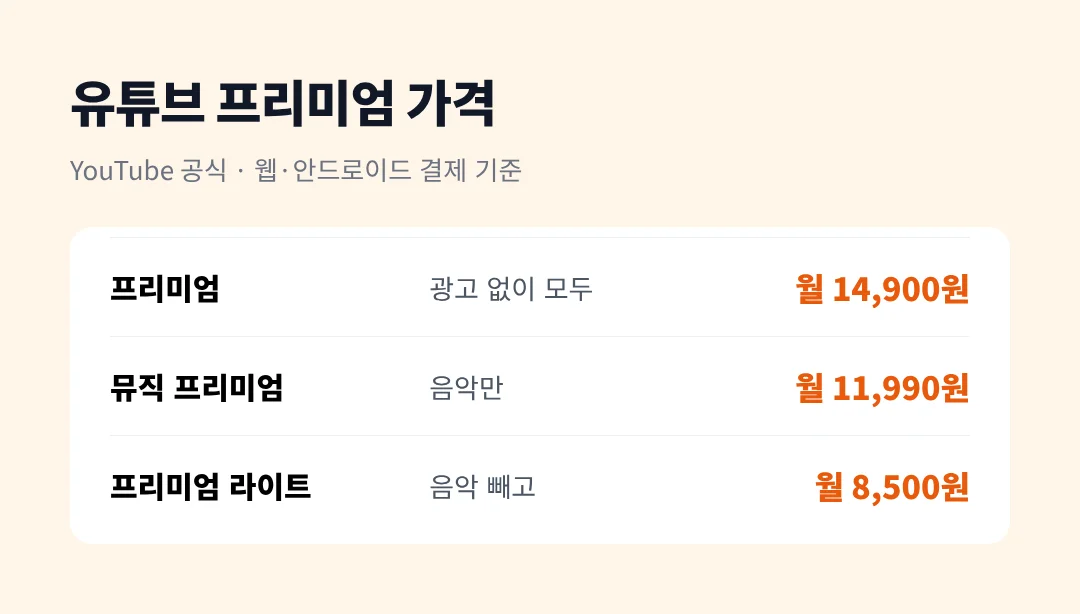 유튜브 프리미엄 가격
YouTube 공식 · 웹·안드로이드 결제 기준
프리미엄 광고 없이 모두 월 14,900원
뮤직 프리미엄 음악만 월 11,990원
프리미엄 라이트 음악 빼고 월 8,500원